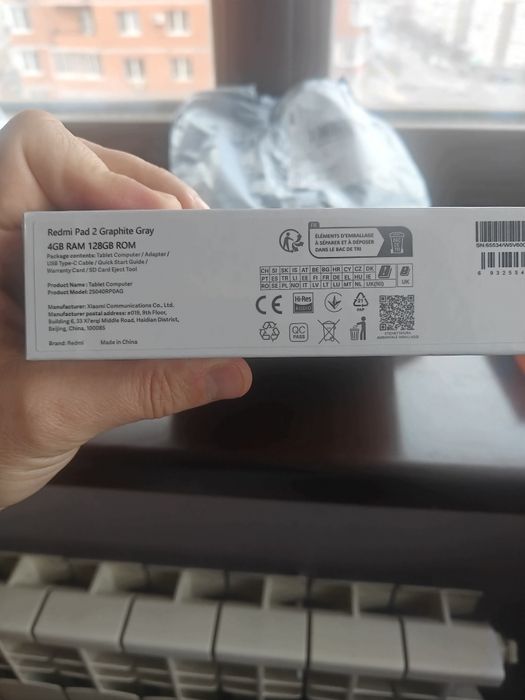 Redmi Pad 2 Graphite Gray
4GB RAM 128GB ROM
Package contents: Tablet Computer / Adapter /
USB Type-C Cable / Quick Start Guide /
Warranty Card / SD Card Eject Tool
Product Name : Tablet Computer
Product Model: 25040RP0AG
Manufacturer: Xiaomi Communications Co., Ltd.
Manufacturer postal address: #019, 9th Floor,
Building 6, 33 Xi'erqi Middle Road, Haidian District,
Beijing, China, 100085
Brand: Redmi Made in China
FR
ÉLÉMENTS D'EMBALLAGE
À SÉPARER ET À DÉPOSER
DANS LE BAC DE TRI
CH SI SK IS AT BE BG HR CY CZ DK
PT ES TR LI EE FI FR DE EL HU IE
RO SE PL NO IT LV LT LU MT NL UK(NI)
UK
CE
Hi-Res
AUDIO
21
PAP
QC
PASS